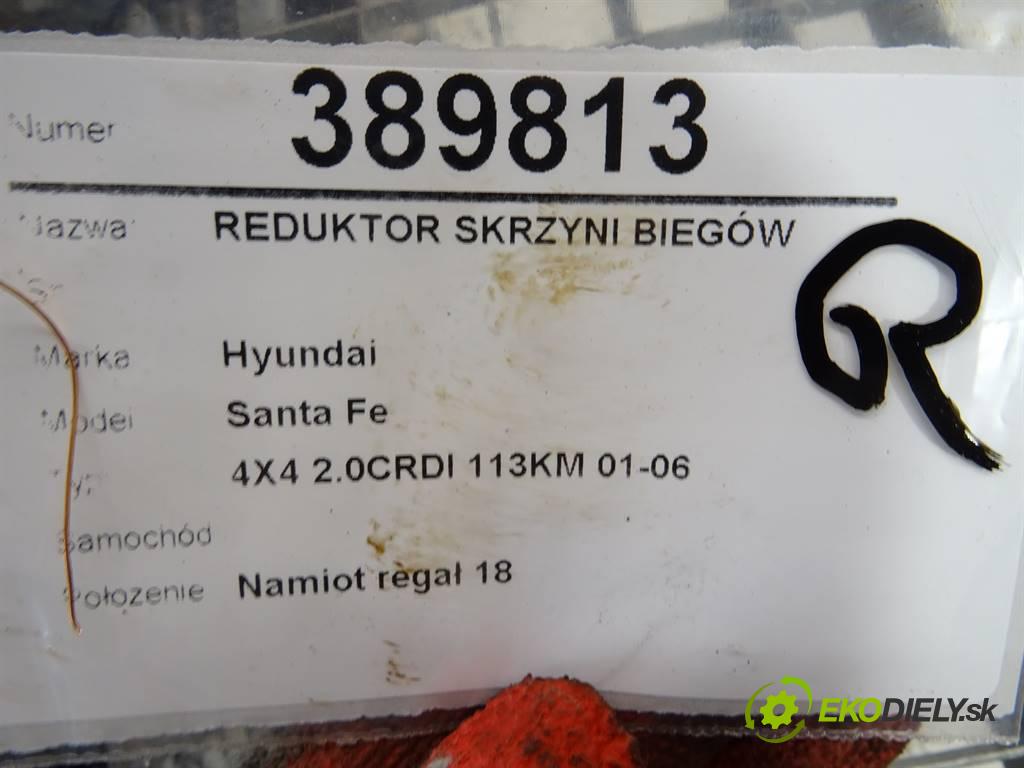 Numer 389813
Nazwa: REDUKTOR SKRZYNI BIEGÓW
Marka Hyundai
Model Santa Fe
Typ 4X4 2.0CRDI 113KM 01-06
Samochód
Położenie Namiot regał 18
R
EKODIELY.sk